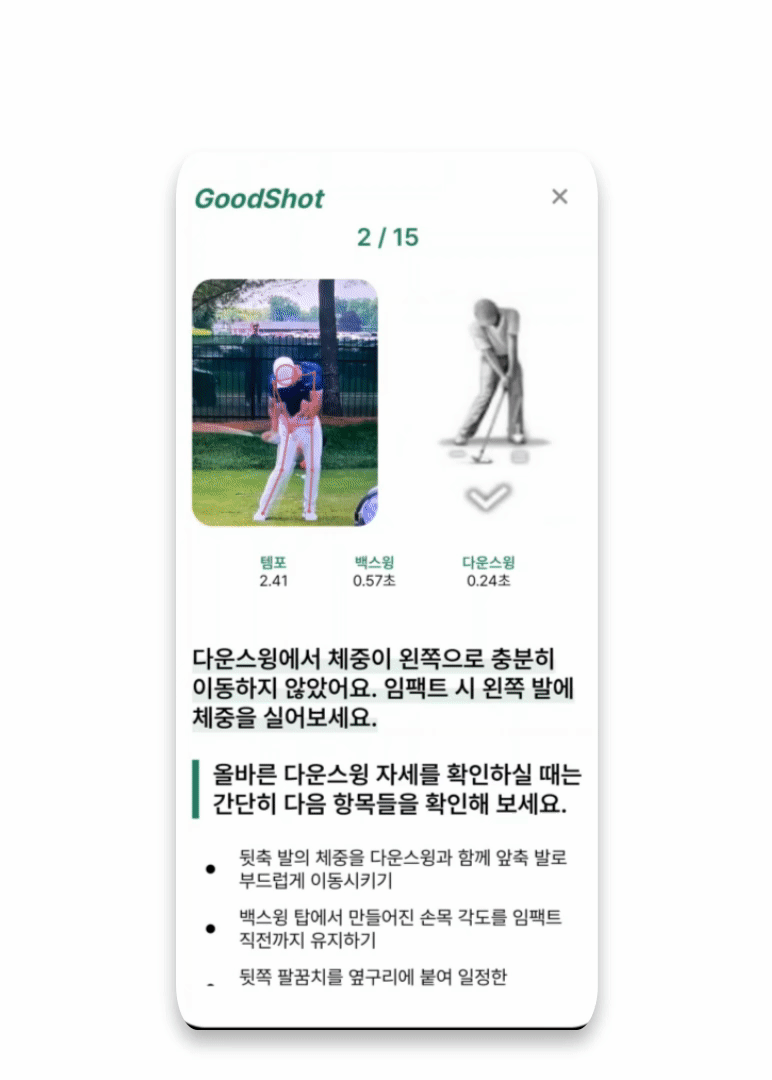 GoodShot
×
2 / 15
템포 백스윙 다운스윙
2.41 0.57초 0.24초
다운스윙에서 체중이 왼쪽으로 충분히
이동하지 않았어요. 임팩트 시 왼쪽 발에
체중을 실어보세요.
올바른 다운스윙 자세를 확인하실 때는
간단히 다음 항목들을 확인해 보세요.
• 뒷축 발의 체중을 다운스윙과 함께 앞축 발로
부드럽게 이동시키기
• 백스윙 탑에서 만들어진 손목 각도를 임팩트
직전까지 유지하기
• 뒷쪽 팔꿈치를 옆구리에 붙여 일정한